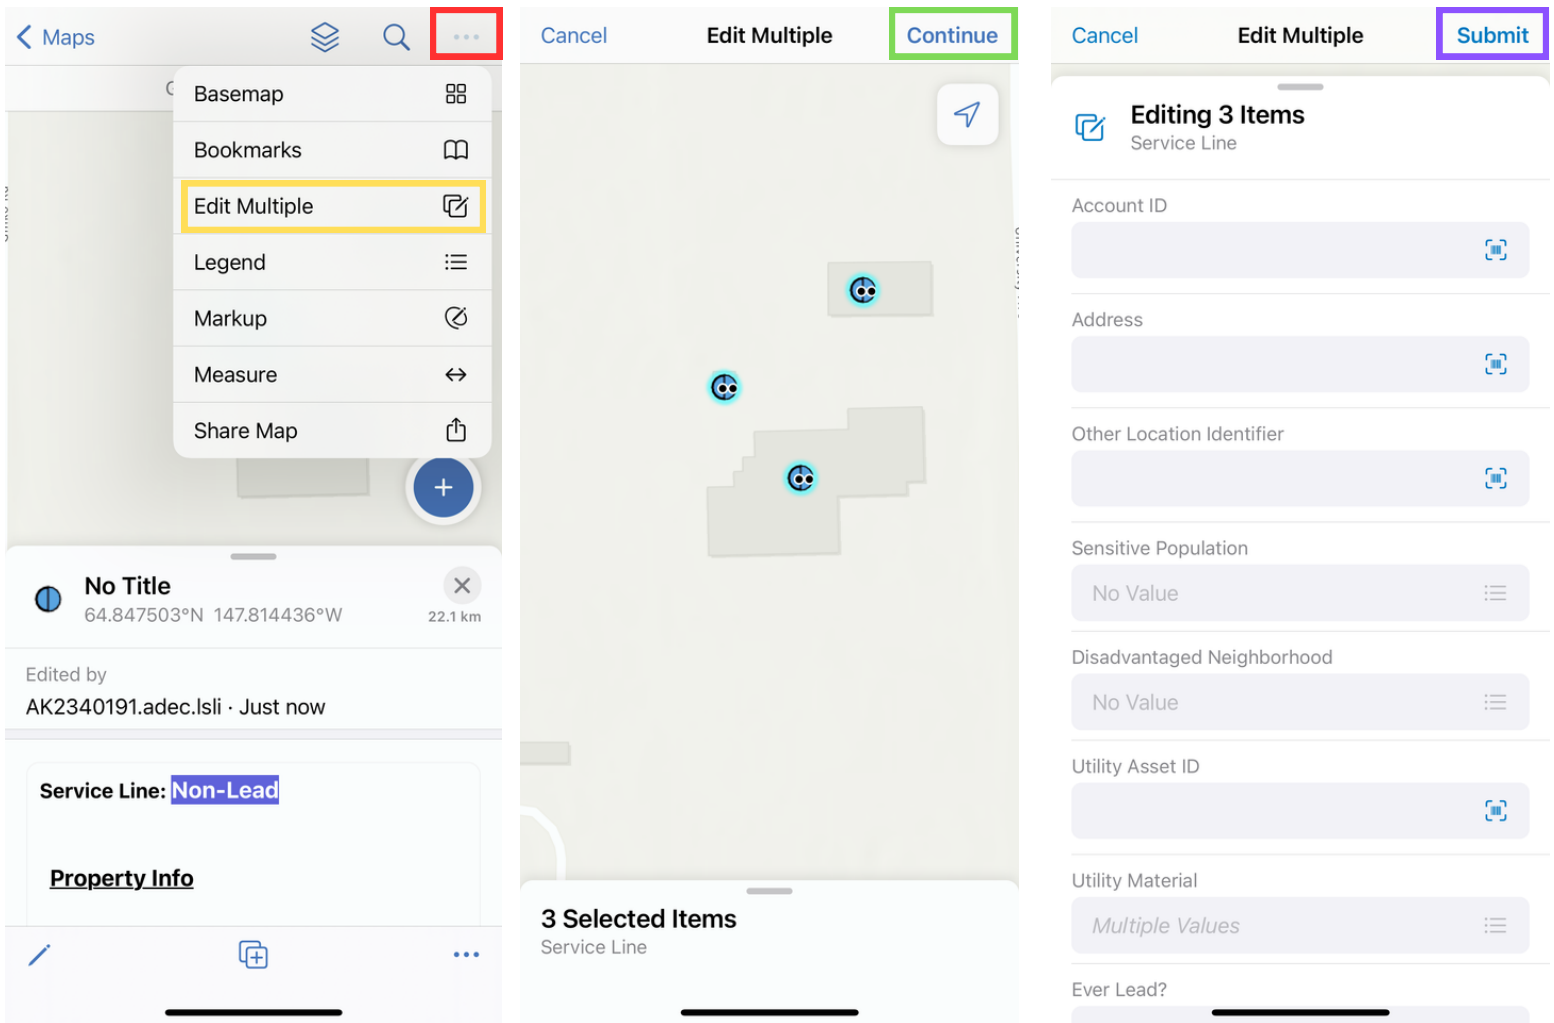 Maps
G
Basemap
Bookmarks
Edit Multiple
Legend
Markup
Measure
Share Map
No Title
64.847503°N 147.814436°W
22.1 km
Edited by
AK2340191.adec.lsli · Just now
Service Line: Non-Lead
Property Info
Cancel
Edit Multiple
Continue
3 Selected Items
Service Line
Cancel
Edit Multiple
Submit
Editing 3 Items
Service Line
Account ID
Address
Other Location Identifier
Sensitive Population
No Value
Disadvantaged Neighborhood
No Value
Utility Asset ID
Utility Material
Multiple Values
Ever Lead?